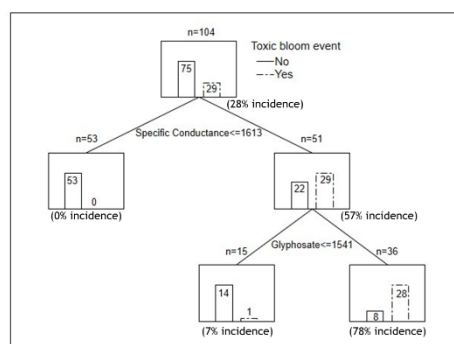 n=104
Toxic bloom event
No
Yes
75
29
(28% incidence)
n=53
Specific Conductance<=1613
n=51
53
0
22
29
(0% incidence)
(57% incidence)
n=15
Glyphosate<=1541
n=36
14
1
8
28
(7% incidence)
(78% incidence)